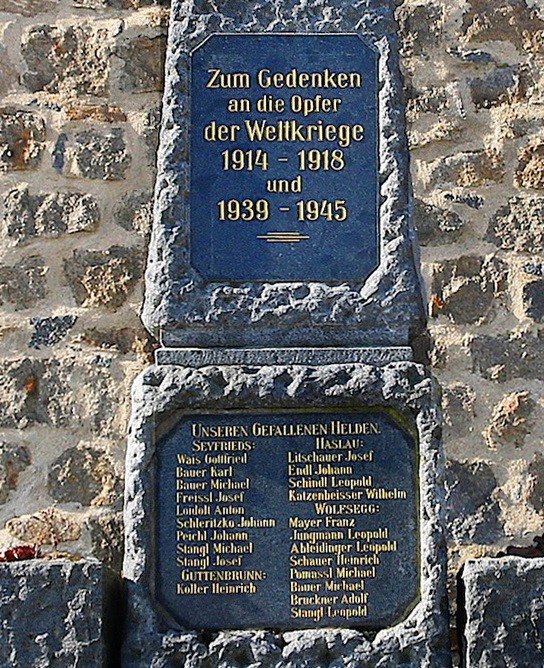 Zum Gedenken
an die Opfer
der Weltkriege
1914 - 1918
und
1939 - 1945
UNSEREN GEFALLENEN HELDEN.
SEYFRIEDS:
Wais Gottfried
Bauer Karl
Bauer Michael
Freissl Josef
Loidolt Anton
Schleritzko Johann
Peichl Johann
Stangl Michael
Stangl Josef
GUTTENBRUNN:
Koller Heinrich
HASLAU:
Litschauer Josef
Endl Johann
Schindl Leopold
Katzenbeisser Wilhelm
WOLFSEGG:
Mayer Franz
Jungmann Leopold
Ableidinger Leopold
Schauer Heinrich
Pomassl Michael
Bauer Michael
Bruckner Adolf
Stangl Leopold